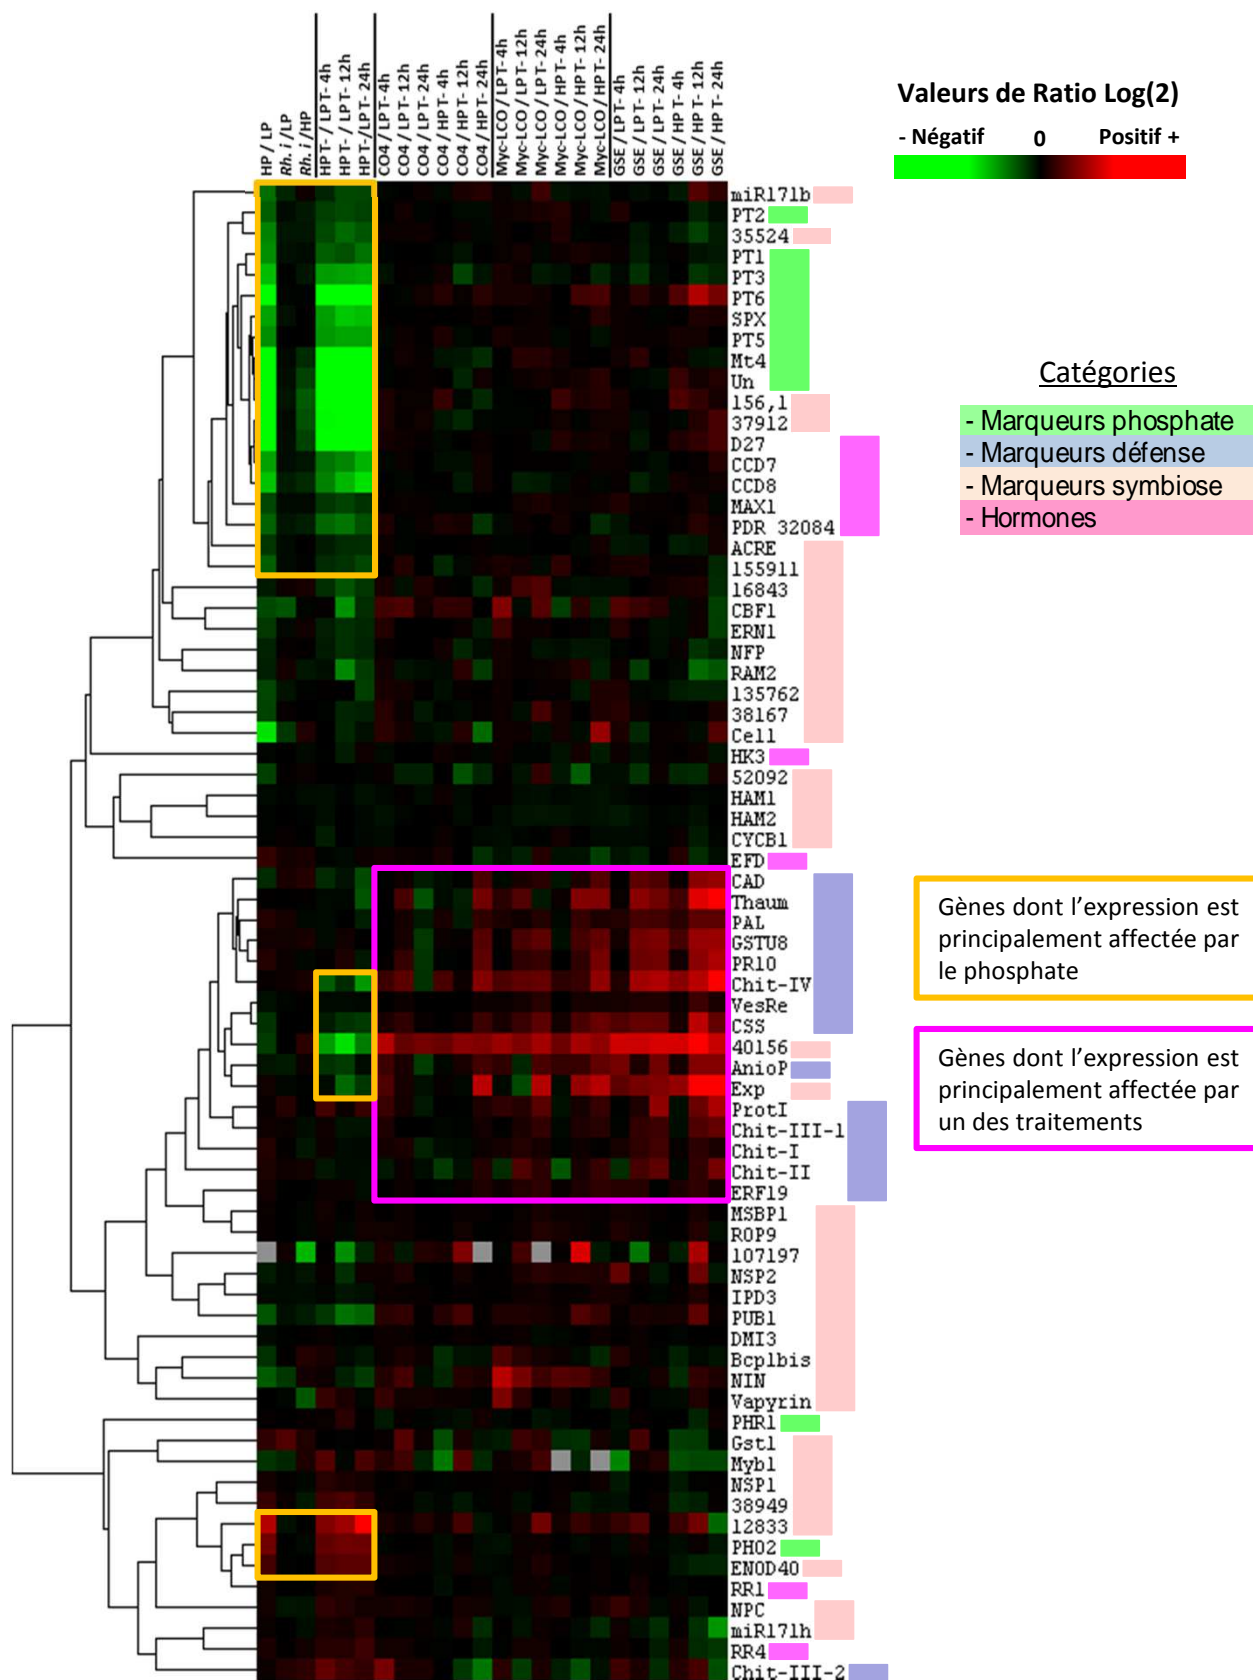 HP / LP
Rh. i / LP
Rh. i / HP
HPT- / LPT- 4h
HPT- / LPT- 12h
HPT-/ LPT- 24h
CO4 / LPT-4h
CO4 / LPT-12h
CO4 / LPT-24h
CO4 / HPT- 4h
CO4 / HPT- 12h
CO4 / HPT- 24h
Myc-LCO / LPT- 4h
Myc-LCO / LPT- 12h
Myc-LCO / LPT- 24h
Myc-LCO / HPT- 4h
Myc-LCO / HPT- 12h
Myc-LCO / HPT- 24h
GSE / LPT- 4h
GSE / LPT- 12h
GSE / LPT- 24h
GSE / HPT- 4h
GSE / HPT- 12h
GSE / HPT- 24h
Valeurs de Ratio Log(2)
- Négatif 0 Positif +
miR171b
PT2
35524
PT1
PT3
PT6
SPX
PT5
Mt4
Un
156,1
37912
D27
CCD7
CCD8
MAX1
PDR 32084
ACRE
155911
16843
CBF1
ERN1
NFP
RAM2
135762
38167
Cell
HK3
52092
HAM1
HAM2
CYCB1
EFD
CAD
Thaum
PAL
GSTU8
PR10
Chit-IV
VesRe
CSS
40156
AnioP
Exp
ProtI
Chit-III-1
Chit-I
Chit-II
ERF19
MSBP1
ROP9
107197
NSP2
IPD3
PUB1
DMI3
Bcp1bis
NIN
Vapyrin
PHR1
Gst1
Myb1
NSP1
38949
12833
PHO2
ENOD40
RR1
NPC
miR171h
RR4
Chit-III-2
Catégories
- Marqueurs phosphate
- Marqueurs défense
- Marqueurs symbiose
- Hormones
Gènes dont l'expression est
principalement affectée par
le phosphate
Gènes dont l'expression est
principalement affectée par
un des traitements